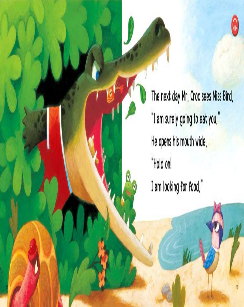 The next day Mr. Croc sees Miss Bird,
"I am surely going to eat you,"
He opens his mouth wide,
"Hold on!
I am looking for food,"